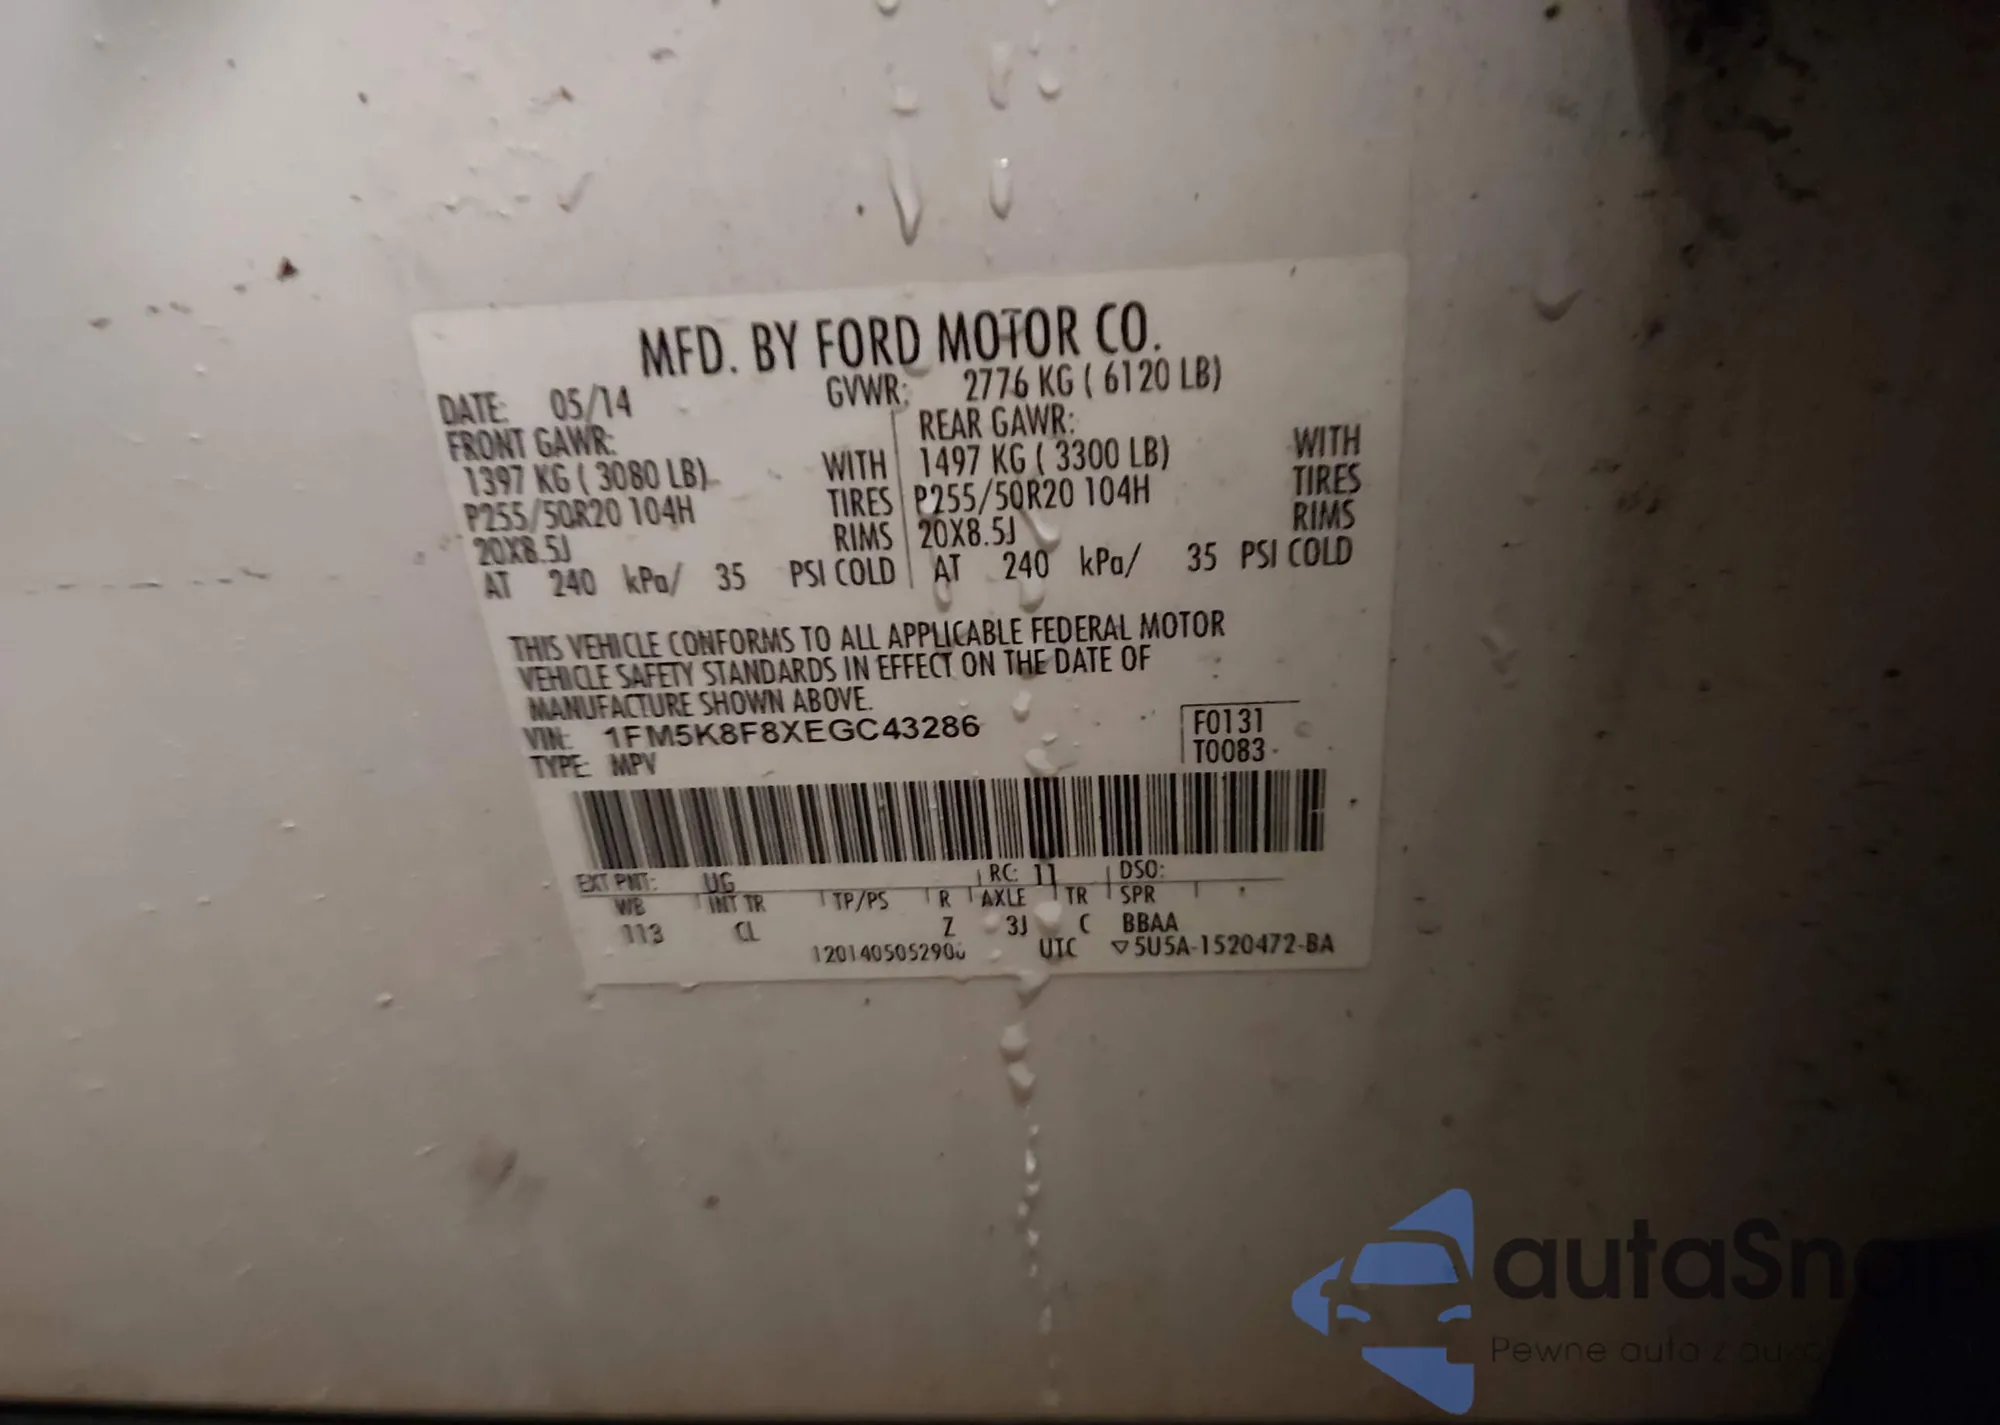 MFD. BY FORD MOTOR CO.
DATE: 05/14 GVWR: 2776 KG ( 6120 LB)
FRONT GAWR: REAR GAWR:
1397 KG ( 3080 LB) WITH 1497 KG ( 3300 LB) WITH
P255/50R20 104H TIRES P255/50R20 104H TIRES
20X8.5J RIMS 20X8.5J RIMS
AT 240 kPa/ 35 PSI COLD AT 240 kPa/ 35 PSI COLD
THIS VEHICLE CONFORMS TO ALL APPLICABLE FEDERAL MOTOR
VEHICLE SAFETY STANDARDS IN EFFECT ON THE DATE OF
MANUFACTURE SHOWN ABOVE.
VIN: 1FM5K8F8XEGC43286 F0131
TYPE: MPV T0083
EXT PNT: UG RC: 11 DSO:
WB INT TR TP/PS R AXLE TR SPR
113 CL Z 3J C BBAA
UTC ▽5U5A-1520472-BA
Pewne auto z